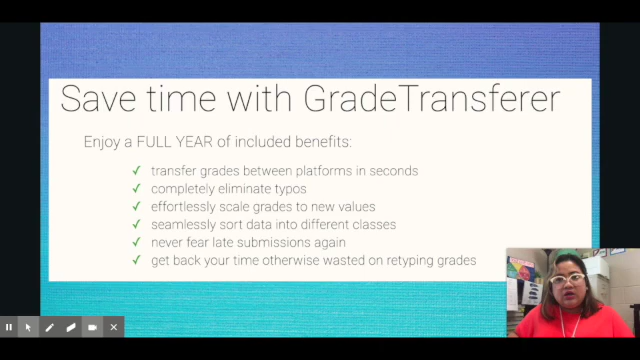 Save time with GradeTransferer
Enjoy a FULL YEAR of included benefits:
✓ transfer grades between platforms in seconds
✓ completely eliminate typos
✓ effortlessly scale grades to new values
✓ seamlessly sort data into different classes
✓ never fear late submissions again
✓ get back your time otherwise wasted on retyping grades